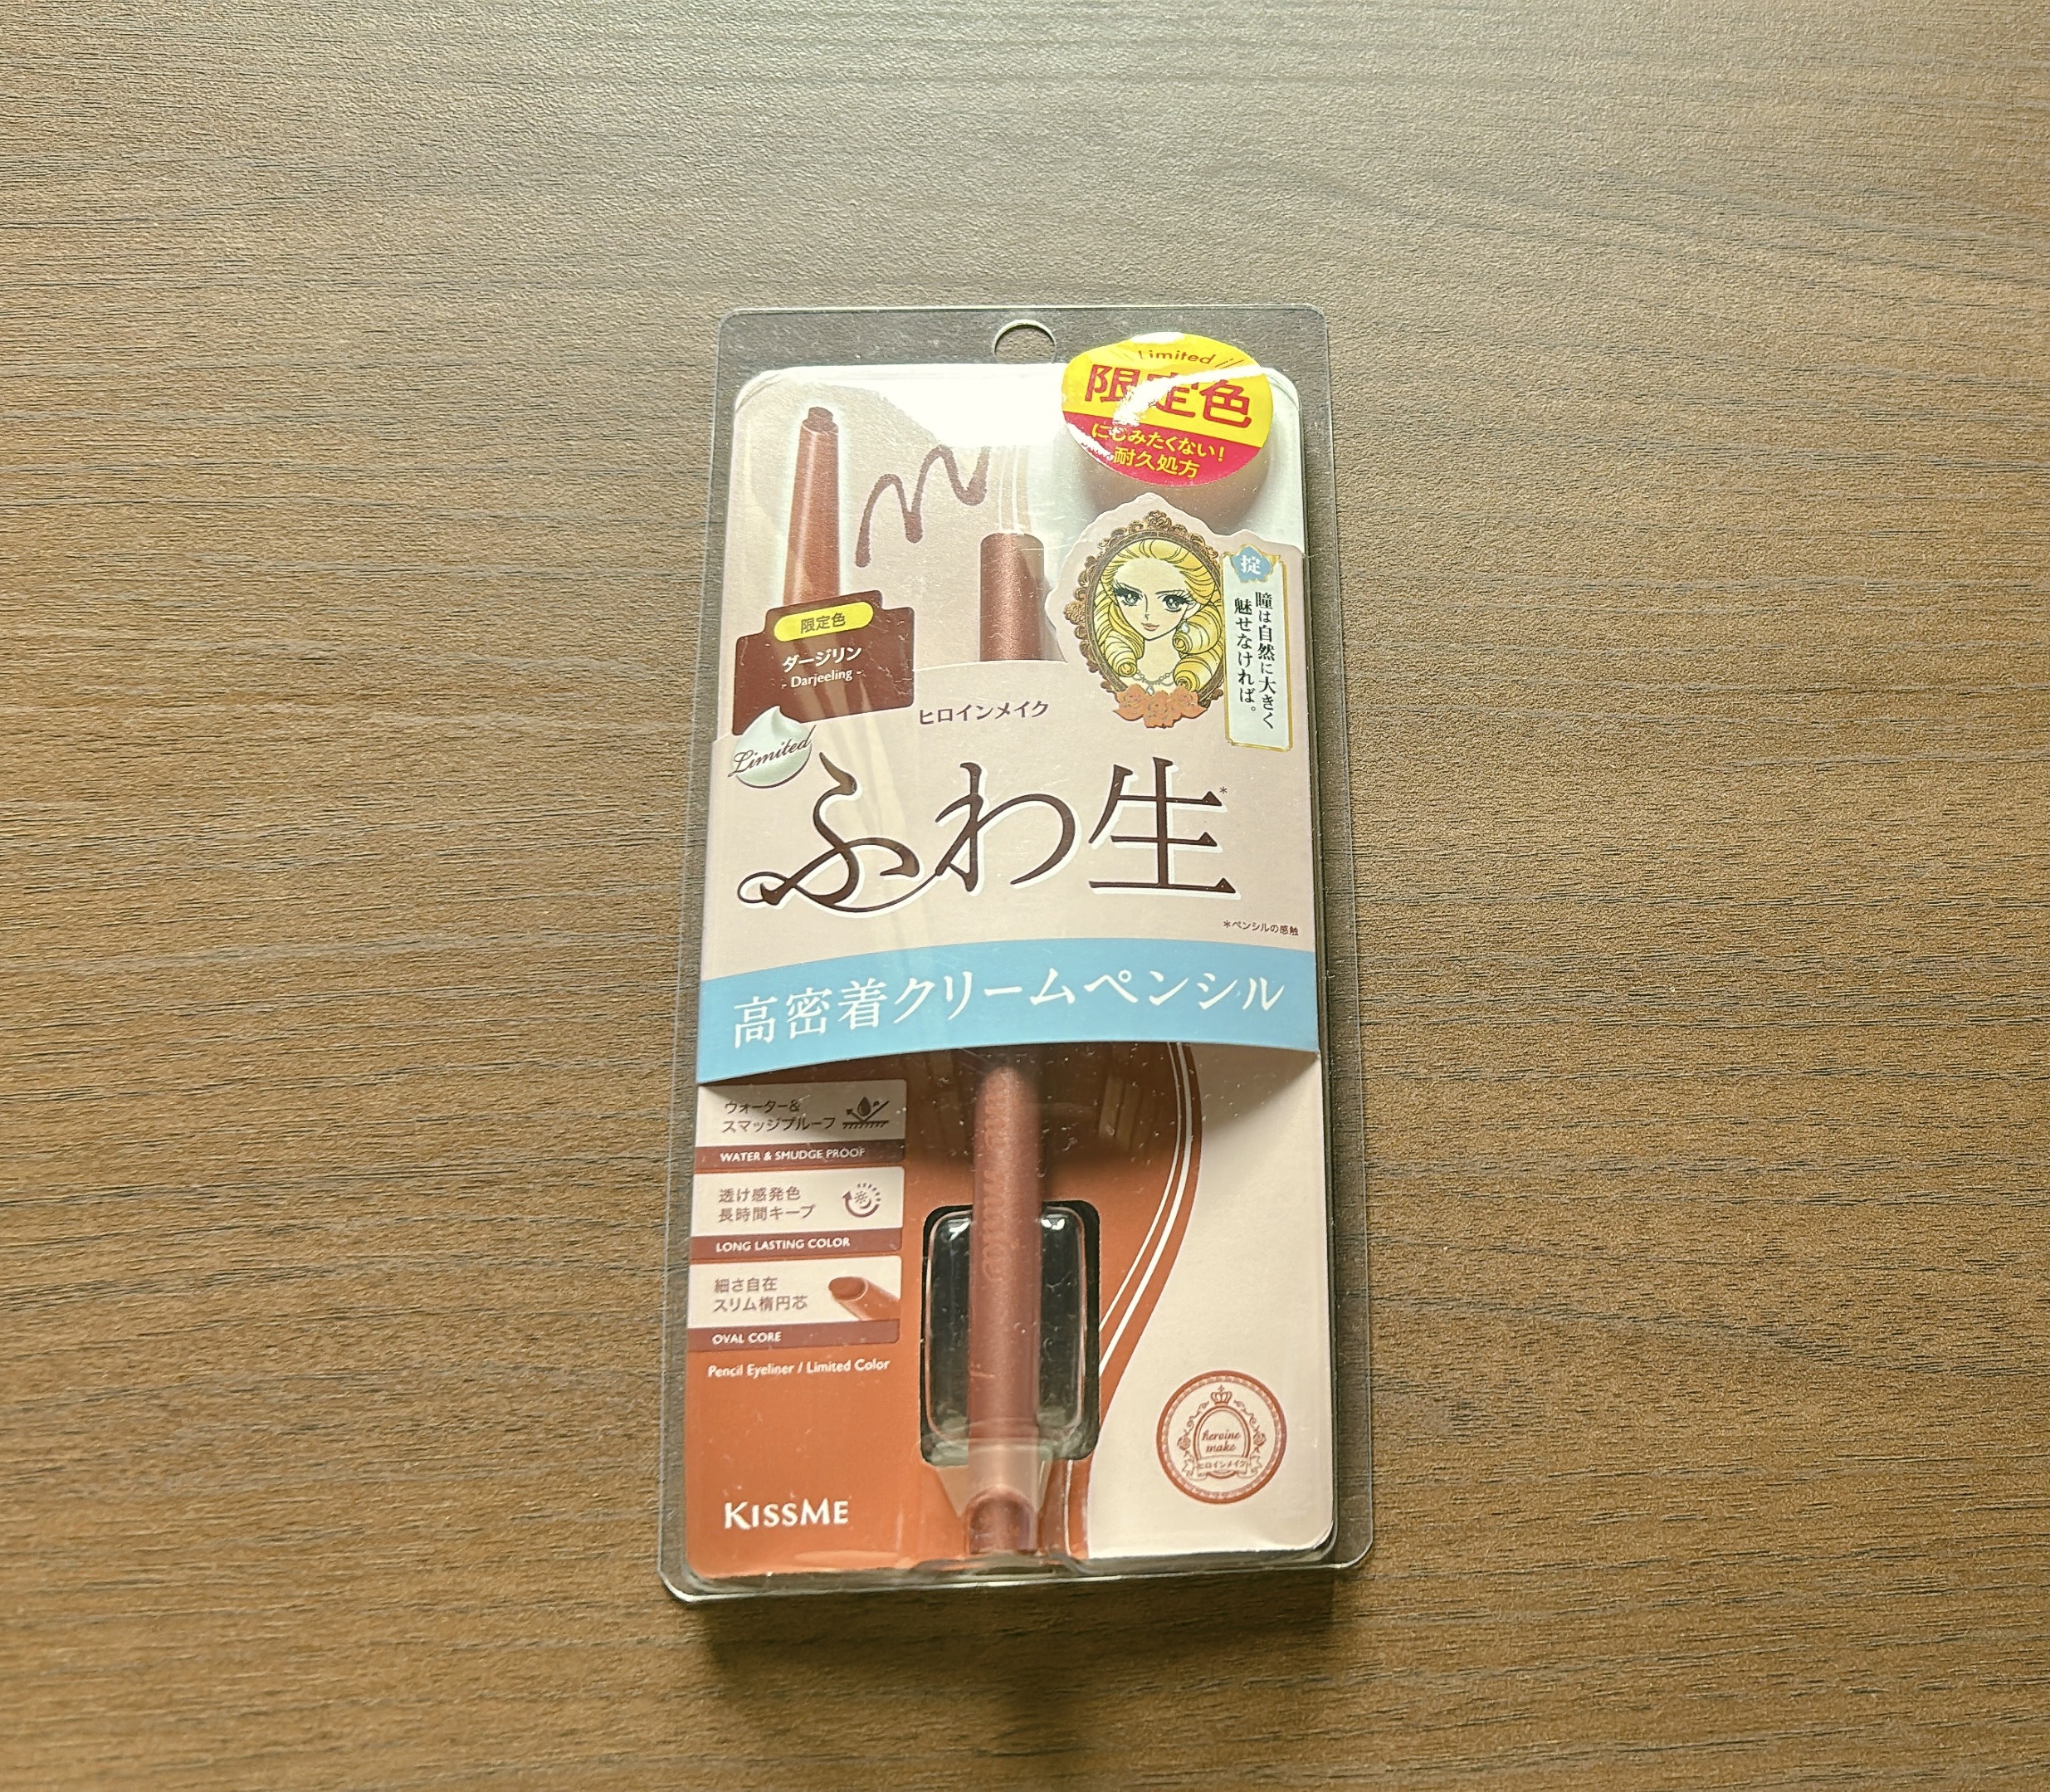 Limited
限定色
にじみたくない!
耐久処方
限定色
ダージリン
- Darjeeling -
Limited
掟
瞳は自然に大きく
魅せなければ。
ヒロインメイク
ふわ生*
*ペンシルの感触
高密着クリームペンシル
ウォーター&
スマッジプルーフ
WATER & SMUDGE PROOF
透け感発色
長時間キープ
LONG LASTING COLOR
細さ自在
スリム楕円芯
OVAL CORE
Pencil Eyeliner / Limited Color
KISSME
heroine
make
ヒロインメイク